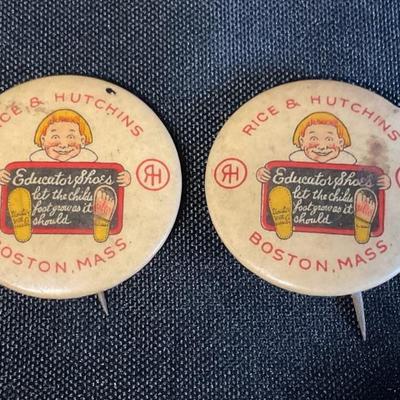 RICE & HUTCHINS
Educator Shoes
let the child's
foot grow as it
should
RH
BOSTON, MASS.
RICE & HUTCHINS
Educator Shoes
let the child's
foot grow as it
should
RH
BOSTON, MASS.